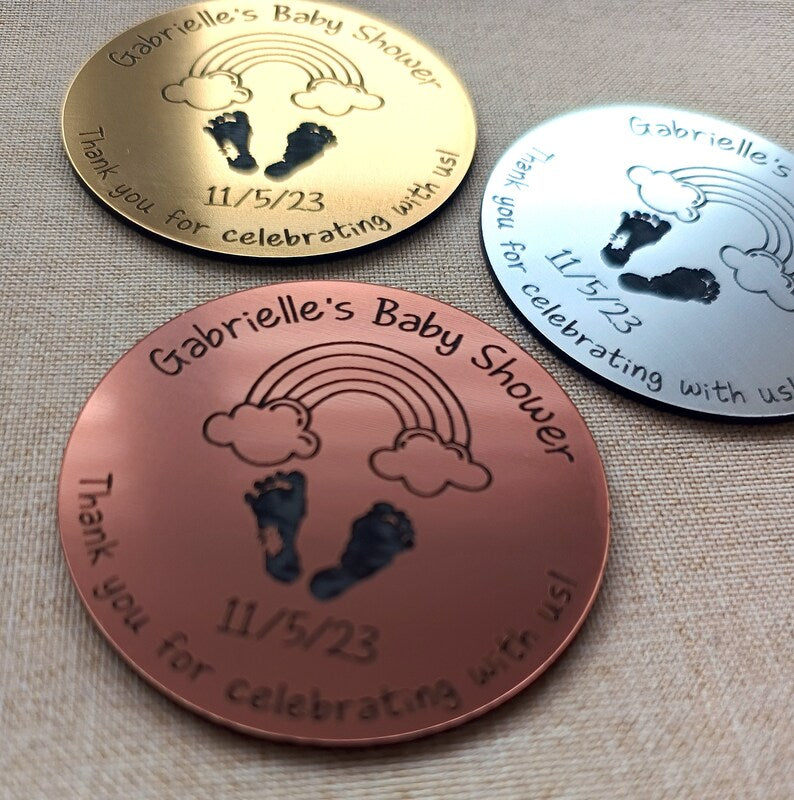 Gabrielle's Baby Shower
11/5/23
Thank you for celebrating with us!
Gabrielle's
11/5/23
Thank you for celebrating with us!
Gabrielle's Baby Shower
11/5/23
Thank you for celebrating with us!